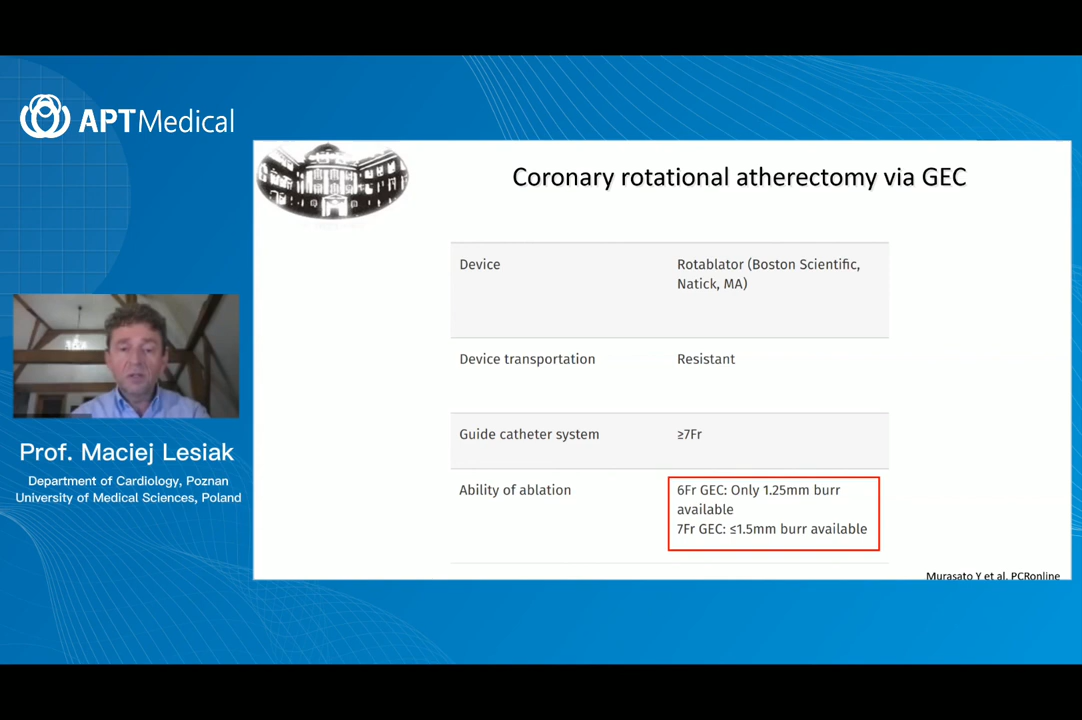 APTMedical
Coronary rotational atherectomy via GEC
Device
Rotablator (Boston Scientific,
Natick, MA)
Device transportation
Resistant
Guide catheter system
≥7Fr
Ability of ablation
6Fr GEC: Only 1.25mm burr
available
7Fr GEC: ≤1.5mm burr available
Murasato Y et al. PCRonline
Prof. Maciej Lesiak
Department of Cardiology, Poznan
University of Medical Sciences, Poland